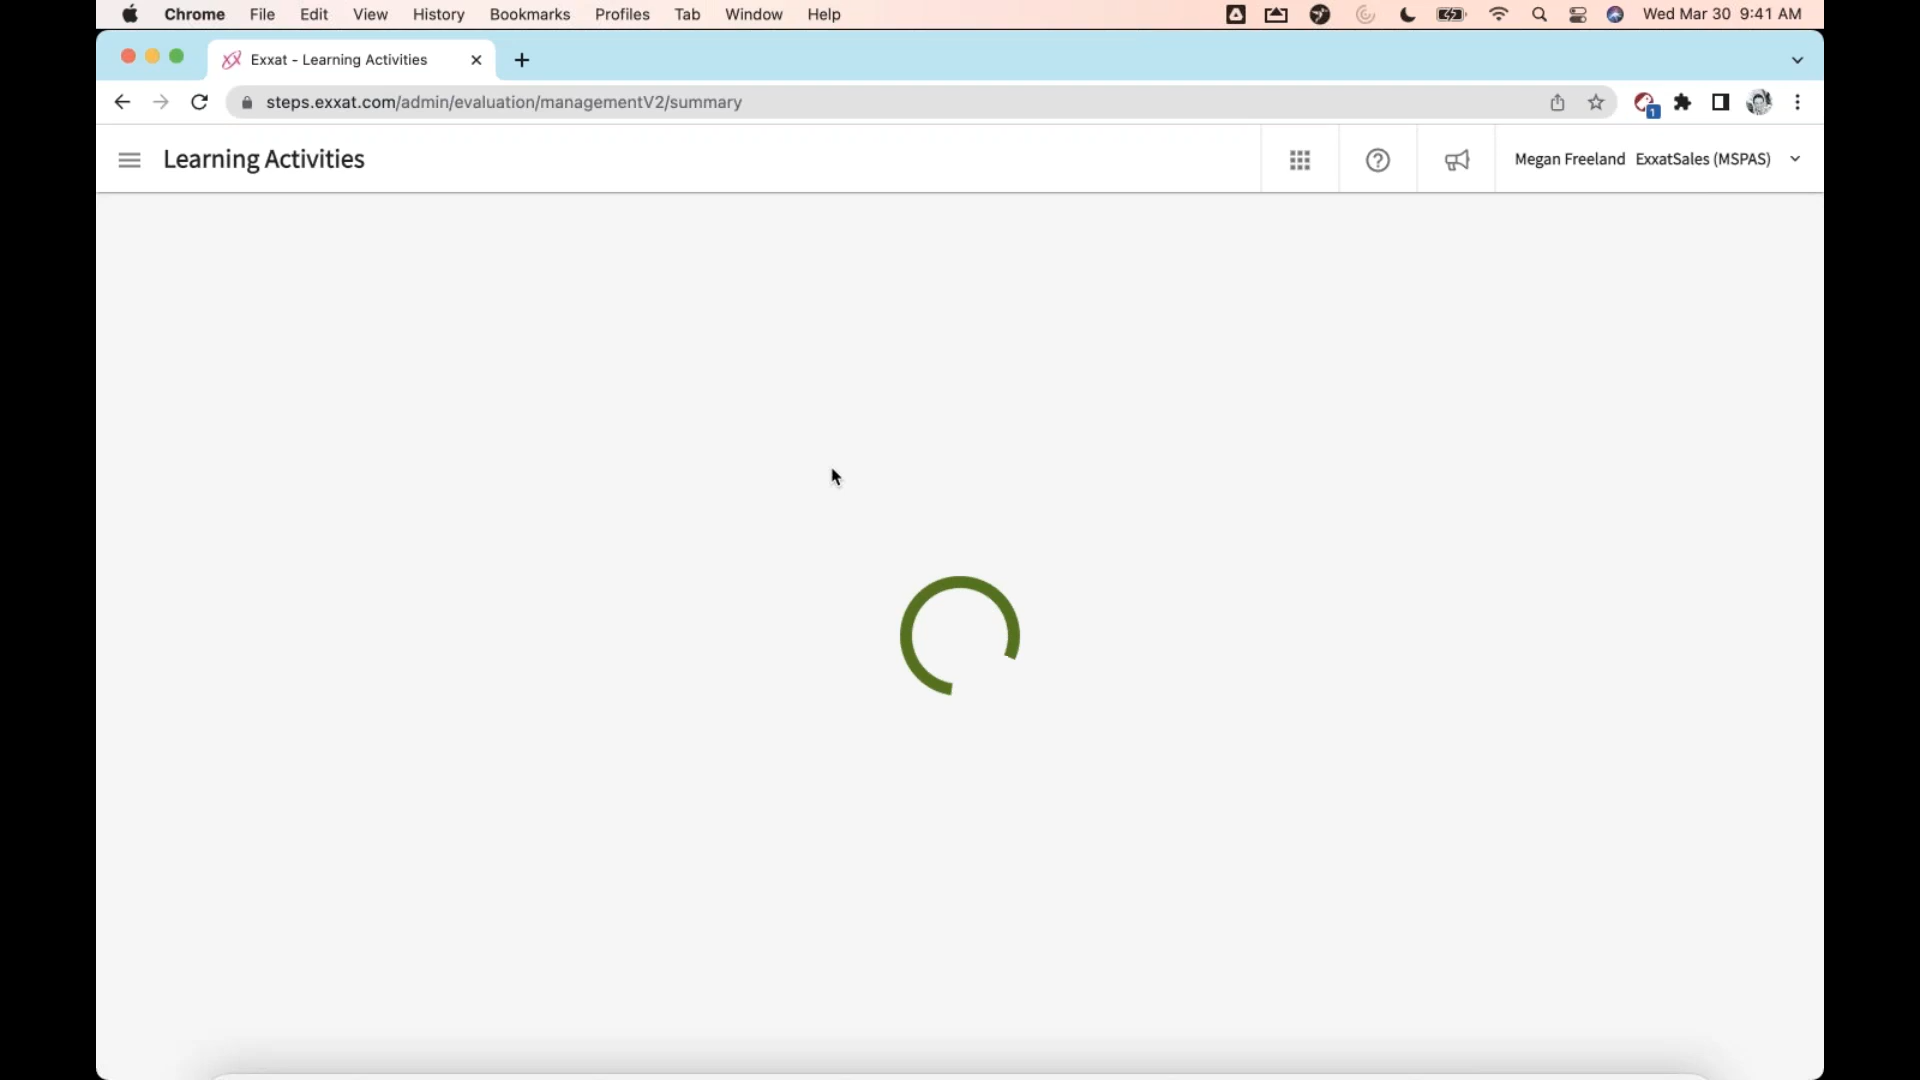 Chrome File Edit View History Bookmarks Profiles Tab Window Help Wed Mar 30 9:41 AM
Exxat - Learning Activities
steps.exxat.com/admin/evaluation/managementV2/summary
1
Learning Activities
Megan Freeland ExxatSales (MSPAS)